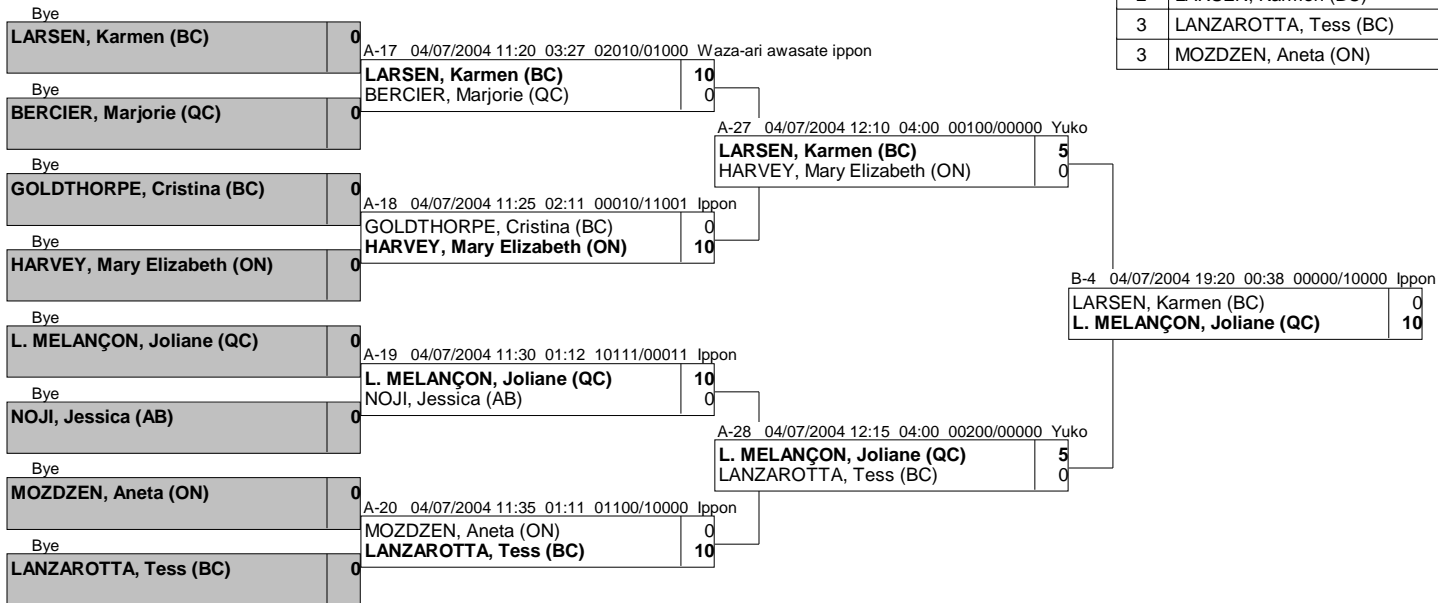 2 LARSEN, Karmen (BC)
3 LANZAROTTA, Tess (BC)
3 MOZDZEN, Aneta (ON)
Bye
LARSEN, Karmen (BC) 0
Bye
BERCIER, Marjorie (QC) 0
Bye
GOLDTHORPE, Cristina (BC) 0
Bye
HARVEY, Mary Elizabeth (ON) 0
Bye
L. MELANÇON, Joliane (QC) 0
Bye
NOJI, Jessica (AB) 0
Bye
MOZDZEN, Aneta (ON) 0
Bye
LANZAROTTA, Tess (BC) 0
A-17 04/07/2004 11:20 03:27 02010/01000 Waza-ari awasate ippon
LARSEN, Karmen (BC) 10
BERCIER, Marjorie (QC) 0
A-18 04/07/2004 11:25 02:11 00010/11001 Ippon
GOLDTHORPE, Cristina (BC) 0
HARVEY, Mary Elizabeth (ON) 10
A-19 04/07/2004 11:30 01:12 10111/00011 Ippon
L. MELANÇON, Joliane (QC) 10
NOJI, Jessica (AB) 0
A-20 04/07/2004 11:35 01:11 01100/10000 Ippon
MOZDZEN, Aneta (ON) 0
LANZAROTTA, Tess (BC) 10
A-27 04/07/2004 12:10 04:00 00100/00000 Yuko
LARSEN, Karmen (BC) 5
HARVEY, Mary Elizabeth (ON) 0
A-28 04/07/2004 12:15 04:00 00200/00000 Yuko
L. MELANÇON, Joliane (QC) 5
LANZAROTTA, Tess (BC) 0
B-4 04/07/2004 19:20 00:38 00000/10000 Ippon
LARSEN, Karmen (BC) 0
L. MELANÇON, Joliane (QC) 10